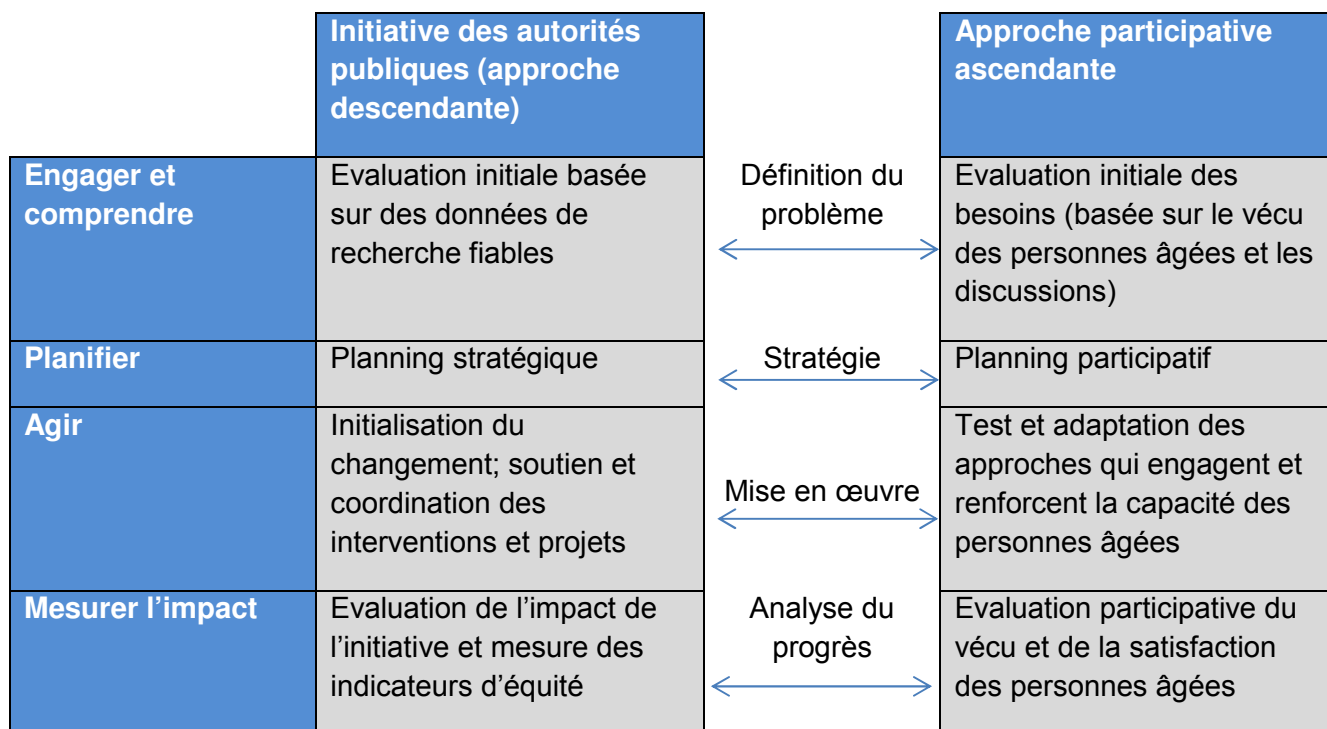 Initiative des autorités
publiques (approche
descendante)
Approche participative
ascendante
Engager et
comprendre
Evaluation initiale basée
sur des données de
recherche fiables
Définition du
problème
Evaluation initiale des
besoins (basée sur le vécu
des personnes âgées et les
discussions)
Planifier
Planning stratégique
Stratégie
Planning participatif
Agir
Initialisation du
changement; soutien et
coordination des
interventions et projets
Mise en œuvre
Test et adaptation des
approches qui engagent et
renforcent la capacité des
personnes âgées
Mesurer l’impact
Evaluation de l’impact de
l’initiative et mesure des
indicateurs d’équité
Analyse du
progrès
Evaluation participative du
vécu et de la satisfaction
des personnes âgées